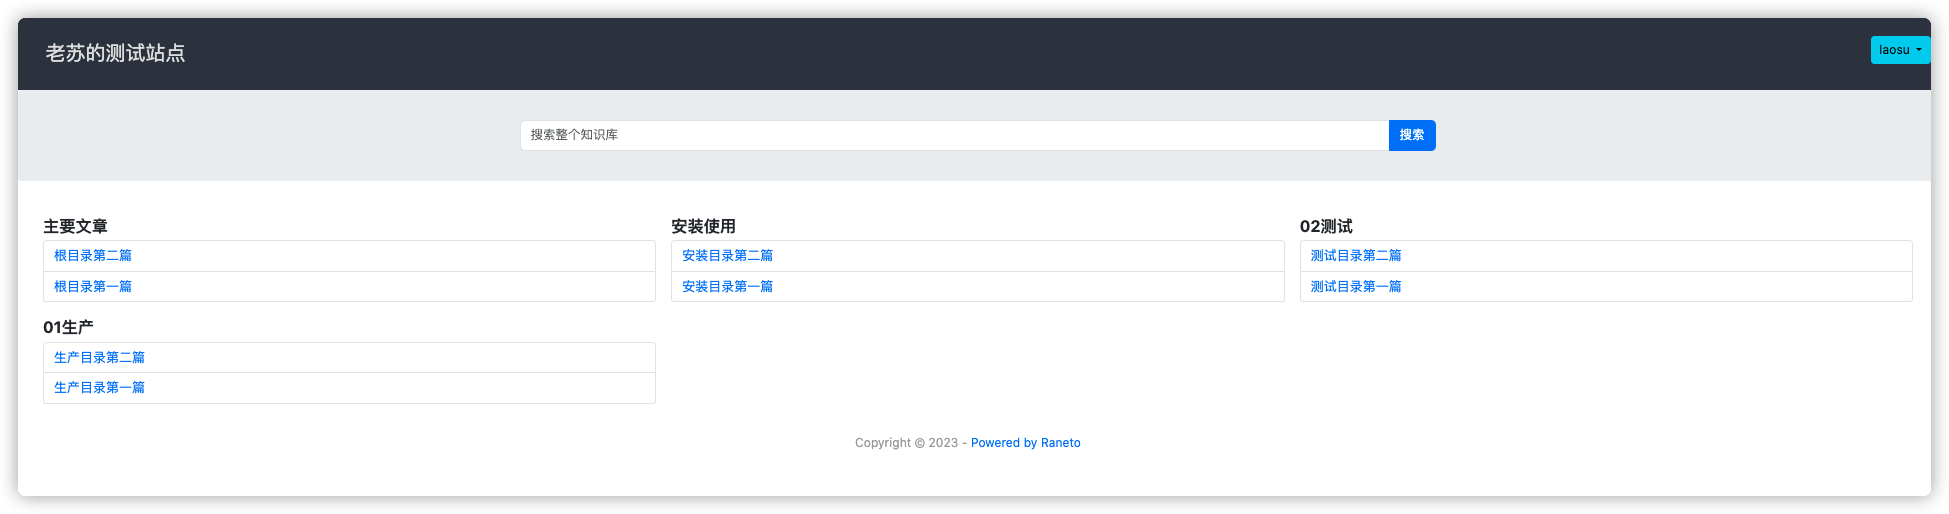 老苏的测试站点
laosu
搜索整个知识库
搜索
主要文章
根目录第二篇
根目录第一篇
安装使用
安装目录第二篇
安装目录第一篇
02测试
测试目录第二篇
测试目录第一篇
01生产
生产目录第二篇
生产目录第一篇
Copyright © 2023 - Powered by Raneto